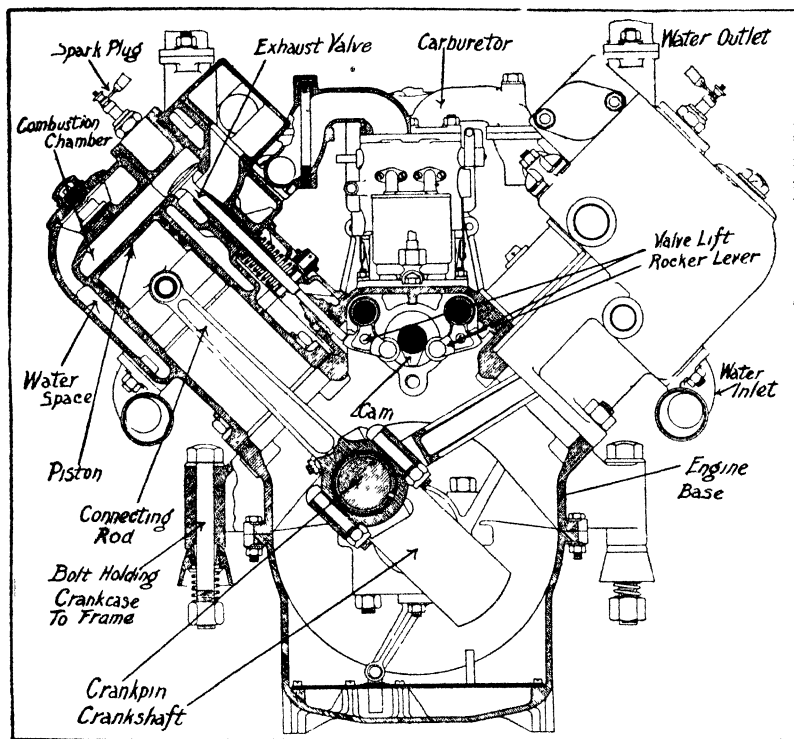 Spark Plug
Exhaust Valve
Carburetor
Water Outlet
Combustion
Chamber
Valve Lift
Rocker Lever
Water
Space
Cam
Water
Inlet
Piston
Engine
Base
Connecting
Rod
Bolt Holding
Crankcase
To Frame
Crankpin
Crankshaft